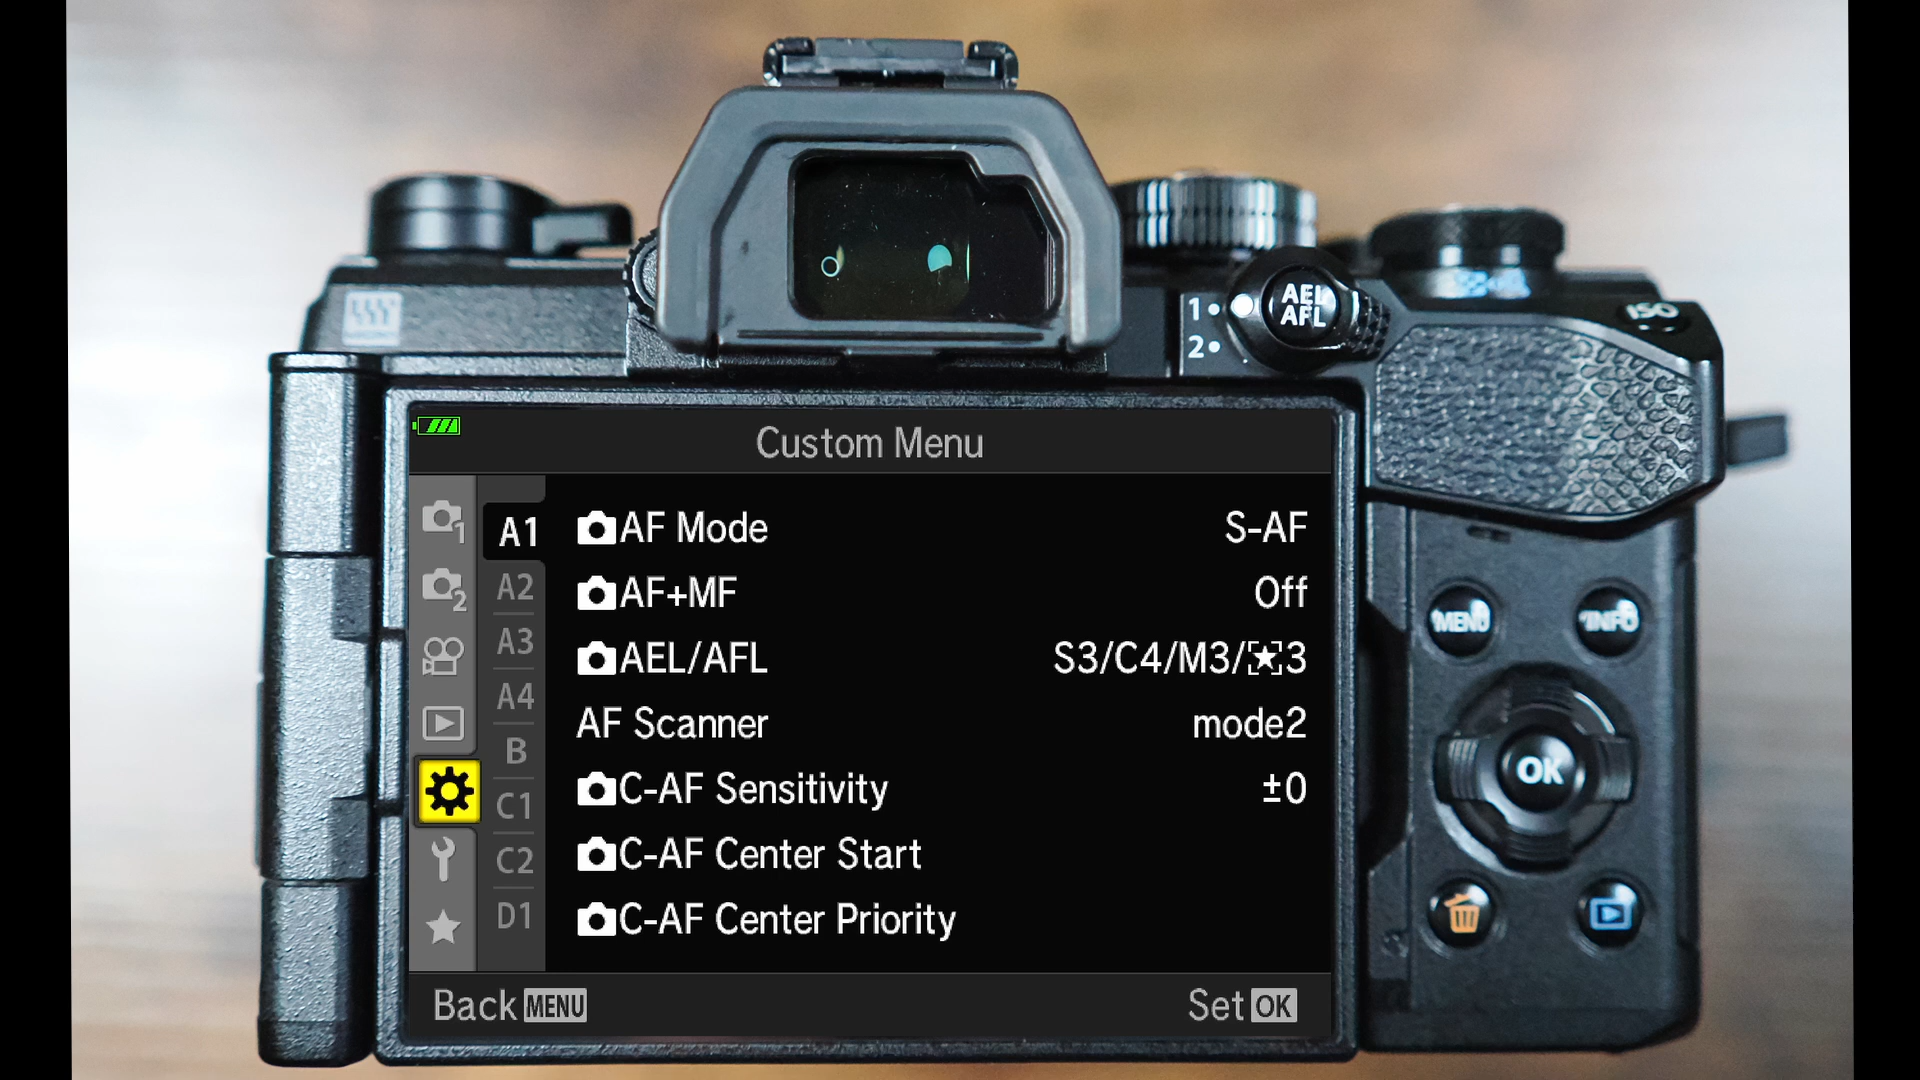 AEL
AFL
1
2
ISO
Custom Menu
1
2
A1
A2
A3
A4
B
C1
C2
D1
AF Mode S-AF
AF+MF Off
AEL/AFL S3/C4/M3/[★]3
AF Scanner mode2
C-AF Sensitivity ±0
C-AF Center Start
C-AF Center Priority
Back MENU Set OK
MENU INFO
OK